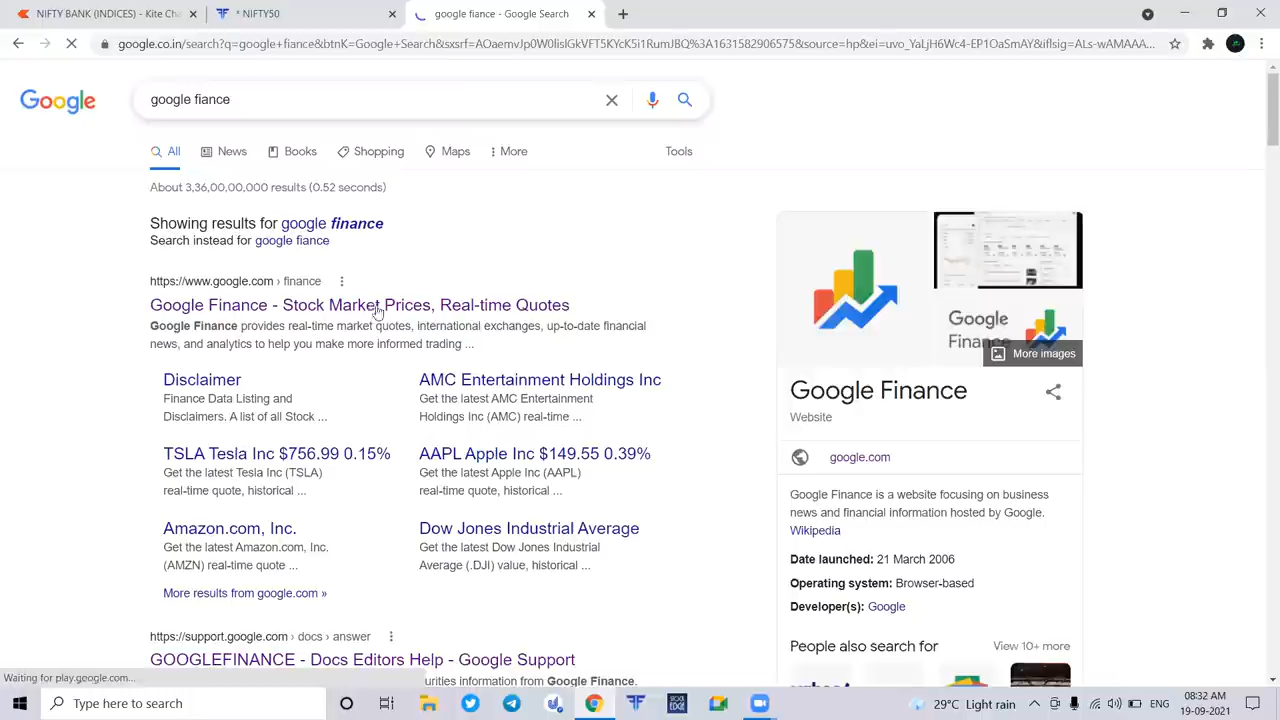 NIFTY BANK (INDICES) - Kite Cha
* NIFTY50
google fiance - Google Search
google.co.in/search?q=google+fiance&btnK=Google+Search&sxsrf=
Google
google fiance
All
News
Books
Shopping
Maps
More
Tools
About 3,36,00,00,000 results (0.52 seconds)
Showing results for google finance
Search instead for google fiance
https://www.google.com › finance
Google Finance - Stock Market Prices, Real-time Quotes
Google Finance provides real-time market quotes, international exchanges, up-to-date financial
news, and analytics to help you make more informed trading ...
Disclaimer
Finance Data Listing and
Disclaimers. A list of all Stock ...
AMC Entertainment Holdings Inc
Get the latest AMC Entertainment
Holdings Inc (AMC) real-time ...
TSLA Tesla Inc $756.99 0.15%
Get the latest Tesla Inc (TSLA)
real-time quote, historical ...
AAPL Apple Inc $149.55 0.39%
Get the latest Apple Inc (AAPL)
real-time quote, historical ...
Amazon.com, Inc.
Get the latest Amazon.com, Inc.
(AMZN) real-time quote ...
Dow Jones Industrial Average
Get the latest Dow Jones Industrial
Average (.DJI) value, historical ...
More results from google.com »
https://support.google.com › docs › answer
GOOGLEFINANCE - Docs Editors Help - Google Support
urities information from Google Finance.
Google
Finance
More images
Google Finance
Website
google.com
Google Finance is a website focusing on business
news and financial information hosted by Google.
Wikipedia
Date launched: 21 March 2006
Operating system: Browser-based
Developer(s): Google
People also search for
View 10+ more
Waiting for play.google.com...
Type here to search
29°C Light rain
ENG
08:32 AM
19-09-2021